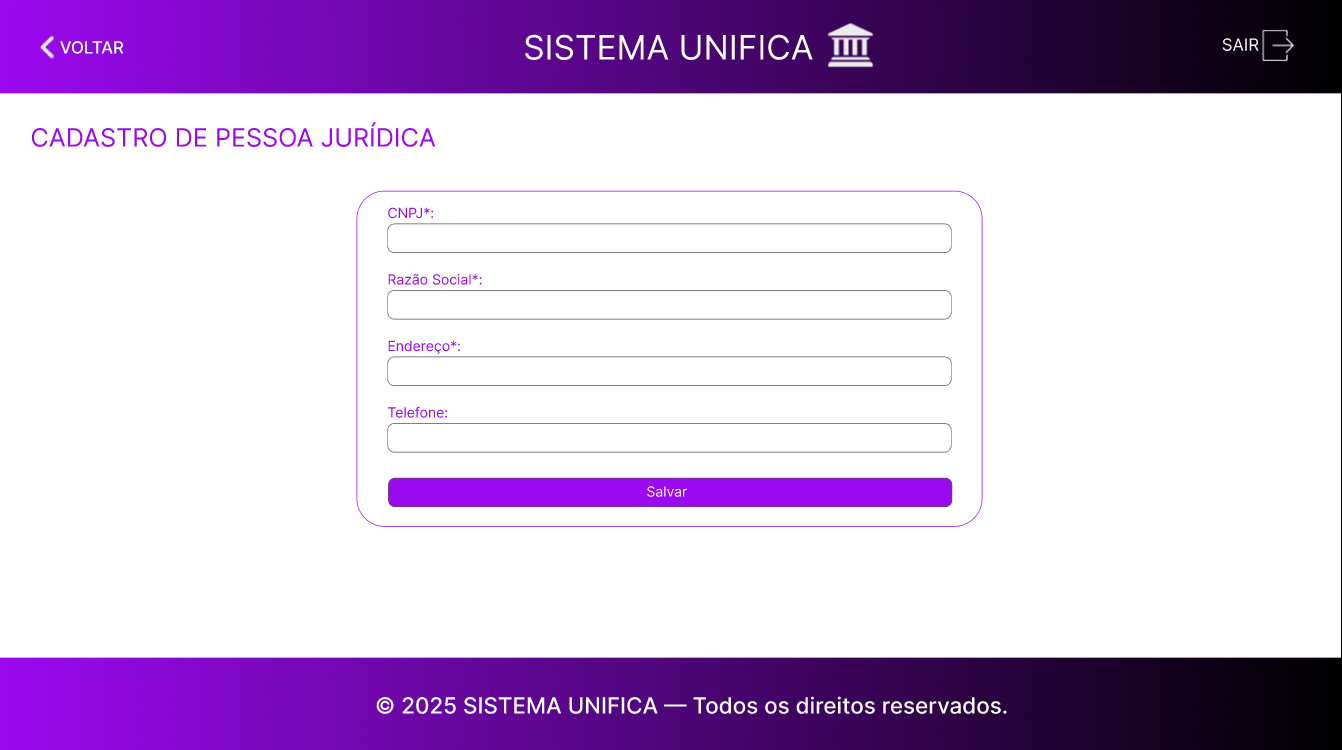 VOLTAR
SISTEMA UNIFICA
SAIR
CADASTRO DE PESSOA JURÍDICA
CNPJ*:
Razão Social*:
Endereço*:
Telefone:
Salvar
© 2025 SISTEMA UNIFICA — Todos os direitos reservados.